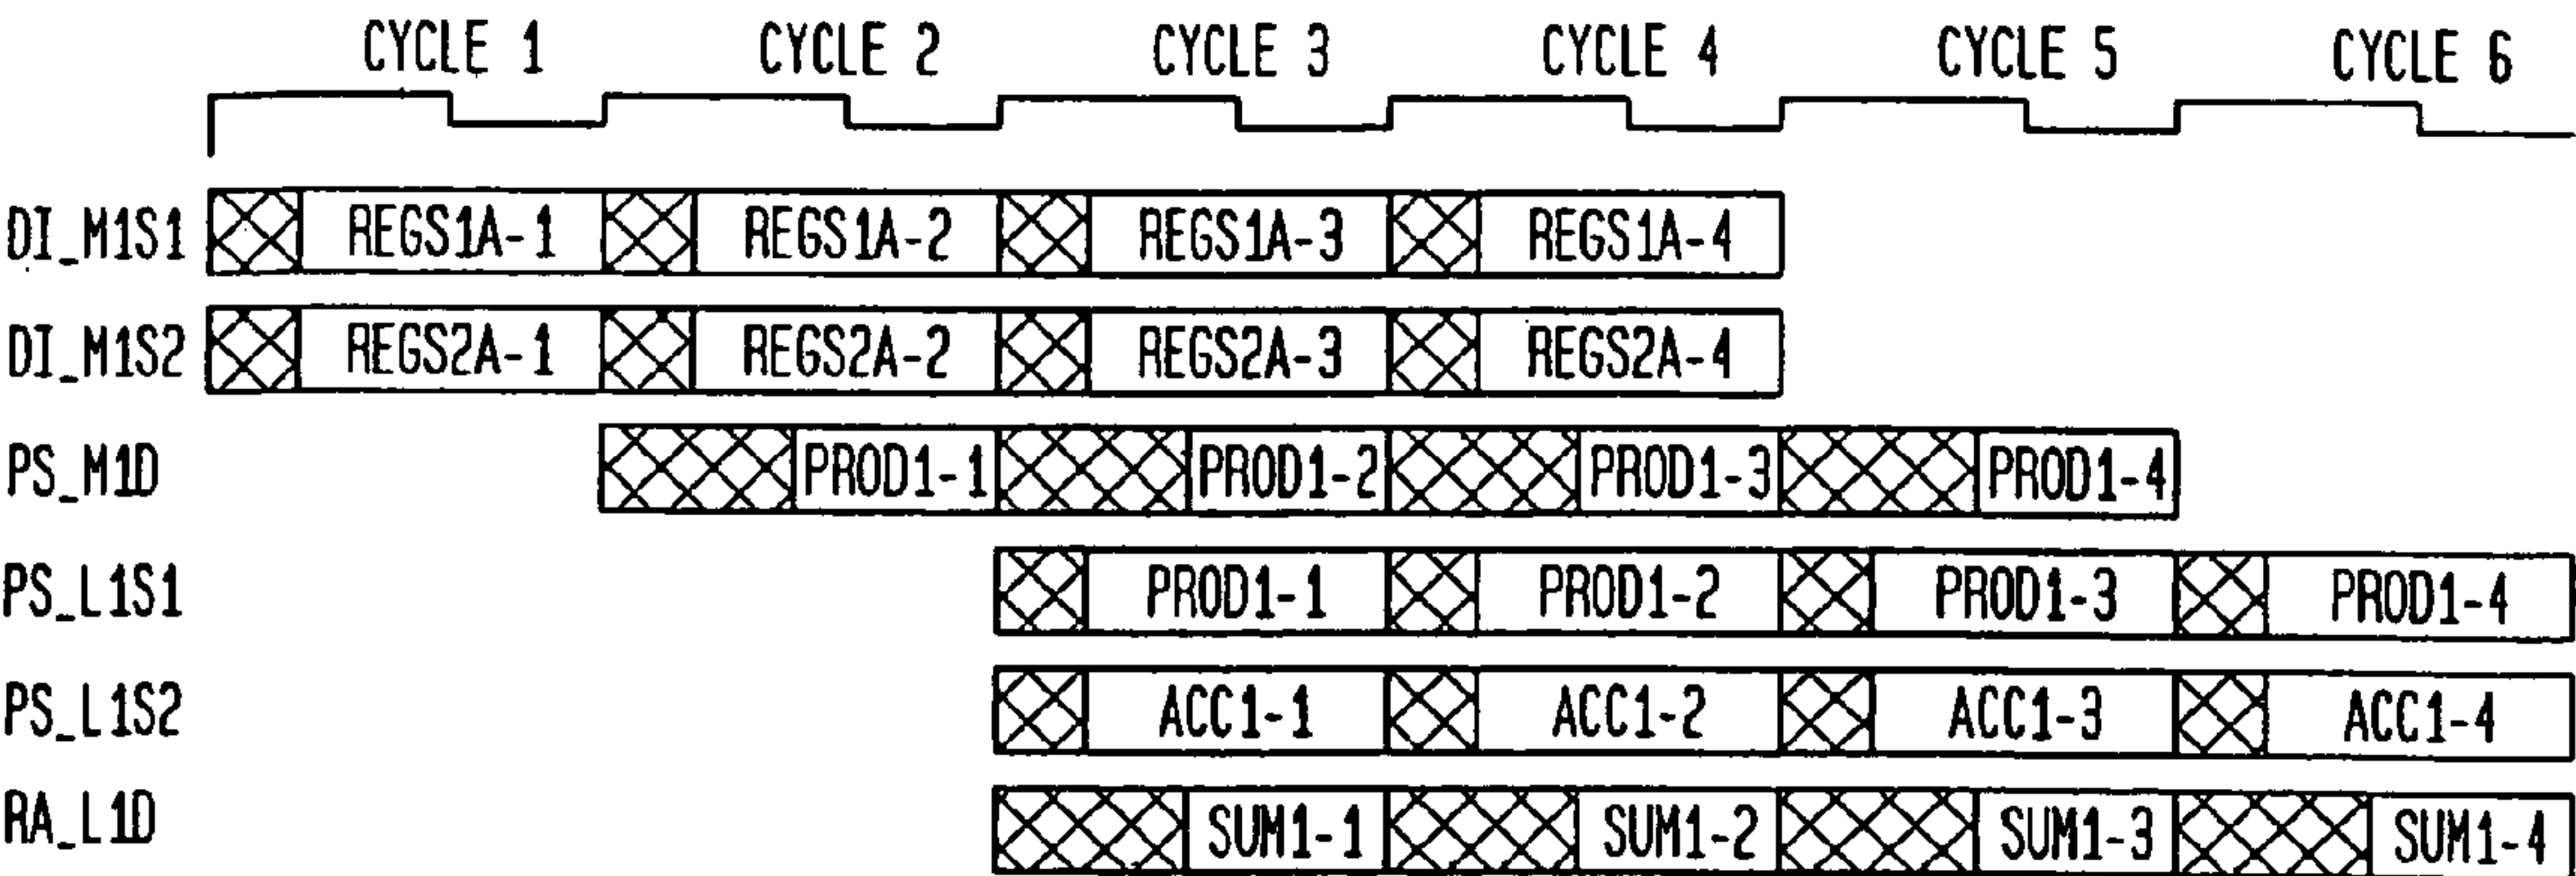 CYCLE 1 CYCLE 2 CYCLE 3 CYCLE 4 CYCLE 5 CYCLE 6
DI_M1S1 REGS1A-1 REGS1A-2 REGS1A-3 REGS1A-4
DI_M1S2 REGS2A-1 REGS2A-2 REGS2A-3 REGS2A-4
PS_M1D PROD1-1 PROD1-2 PROD1-3 PROD1-4
PS_L1S1 PROD1-1 PROD1-2 PROD1-3 PROD1-4
PS_L1S2 ACC1-1 ACC1-2 ACC1-3 ACC1-4
RA_L1D SUM1-1 SUM1-2 SUM1-3 SUM1-4